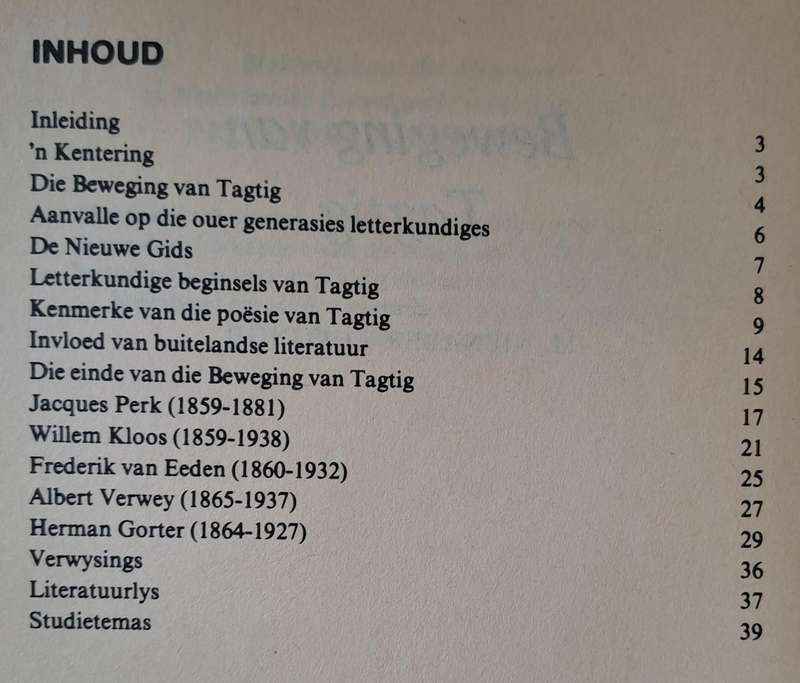 INHOUD
Inleiding 3
'n Kentering 3
Die Beweging van Tagtig 4
Aanvalle op die ouer generasies letterkundiges 6
De Nieuwe Gids 7
Letterkundige beginsels van Tagtig 8
Kenmerke van die poësie van Tagtig 9
Invloed van buitelandse literatuur 14
Die einde van die Beweging van Tagtig 15
Jacques Perk (1859-1881) 17
Willem Kloos (1859-1938) 21
Frederik van Eeden (1860-1932) 25
Albert Verwey (1865-1937) 27
Herman Gorter (1864-1927) 29
Verwysings 36
Literatuurlys 37
Studietemas 39